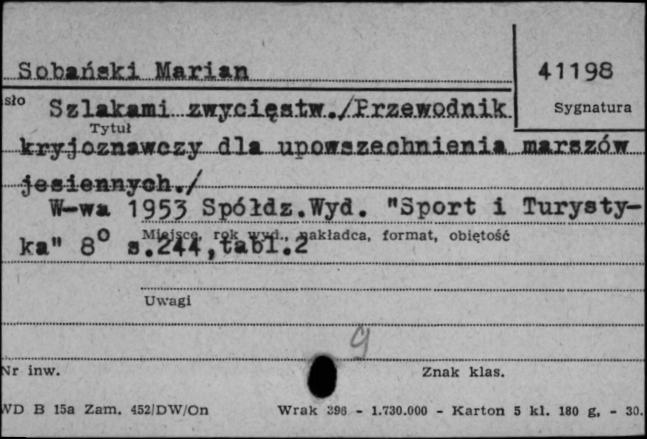 Sobański Marian
41198
sło
Szlakami zwycięstw./Przewodnik
Sygnatura
Tytuł
kryjoznawczy dla upowszechnienia marszów
jesiennych./
W-wa 1953 Spółdz.Wyd. "Sport i Turysty-
Miejsce, rok wyd., nakładca, format, objętość
ka" 8° s.244,tabl.2
Uwagi
9
Nr inw.
Znak klas.
WD B 15a Zam. 452/DW/On
Wrak 396 - 1.730.000 - Karton 5 kl. 180 g, - 30.